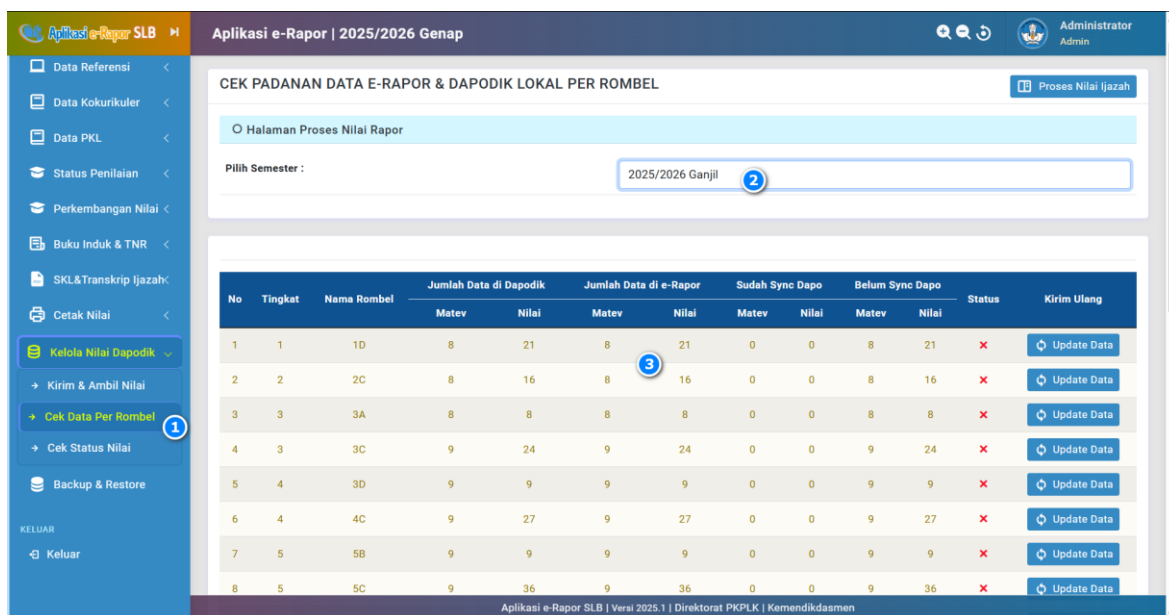 Aplikasi e-Rapor SLB
Aplikasi e-Rapor | 2025/2026 Genap
Administrator
Admin
Data Referensi
Data Kokurikuler
Data PKL
Status Penilaian
Perkembangan Nilai
Buku Induk & TNR
SKL&Transkrip Ijazah
Cetak Nilai
Kelola Nilai Dapodik
Kirim & Ambil Nilai
Cek Data Per Rombel
1
Cek Status Nilai
Backup & Restore
KELUAR
Keluar
CEK PADANAN DATA E-RAPOR & DAPODIK LOKAL PER ROMBEL
Proses Nilai Ijazah
Halaman Proses Nilai Rapor
Pilih Semester :
2025/2026 Ganjil
2
No Tingkat Nama Rombel Jumlah Data di Dapodik Jumlah Data di e-Rapor Sudah Sync Dapo Belum Sync Dapo Status Kirim Ulang
Matev Nilai Matev Nilai Matev Nilai Matev Nilai
1 1 1D 8 21 8 21 0 0 8 21 Update Data
3
2 2 2C 8 16 8 16 0 0 8 16 Update Data
3 3 3A 8 8 8 8 0 0 8 8 Update Data
4 3 3C 9 24 9 24 0 0 9 24 Update Data
5 4 3D 9 9 9 9 0 0 9 9 Update Data
6 4 4C 9 27 9 27 0 0 9 27 Update Data
7 5 5B 9 9 9 9 0 0 9 9 Update Data
8 5 5C 9 36 9 36 0 0 9 36 Update Data
Aplikasi e-Rapor SLB | Versi 2025.1 | Direktorat PKPLK | Kemendikdasmen